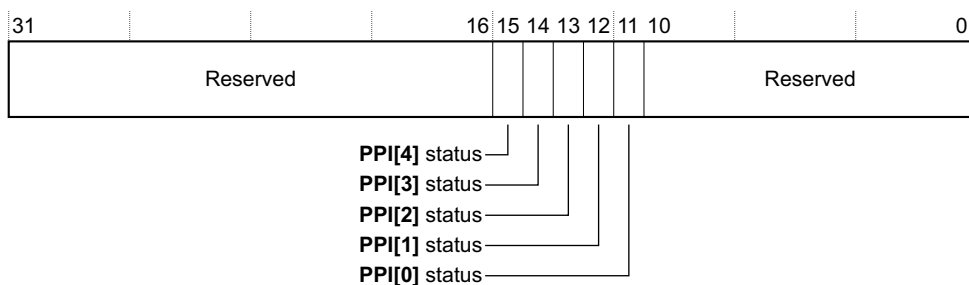 31 16 15 14 13 12 11 10 0
Reserved Reserved
PPI[4] status
PPI[3] status
PPI[2] status
PPI[1] status
PPI[0] status